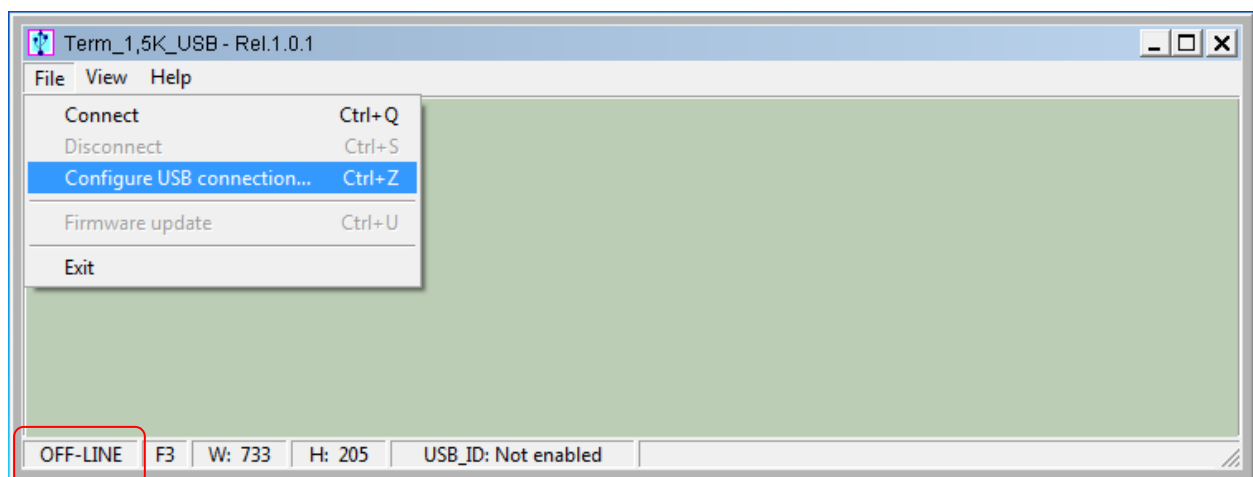 Term_1,5K_USB - Rel.1.0.1
File View Help
Connect Ctrl+Q
Disconnect Ctrl+S
Configure USB connection... Ctrl+Z
Firmware update Ctrl+U
Exit
OFF-LINE F3 W: 733 H: 205 USB_ID: Not enabled